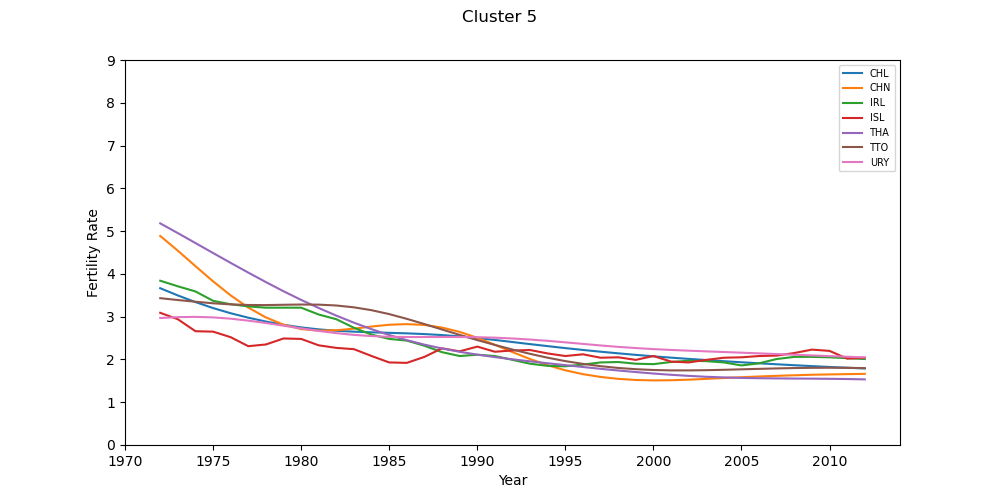 Cluster 5
9
8
7
6
5
4
3
2
1
0
Fertility Rate
1970 1975 1980 1985 1990 1995 2000 2005 2010
Year
CHL
CHN
IRL
ISL
THA
TTO
URY